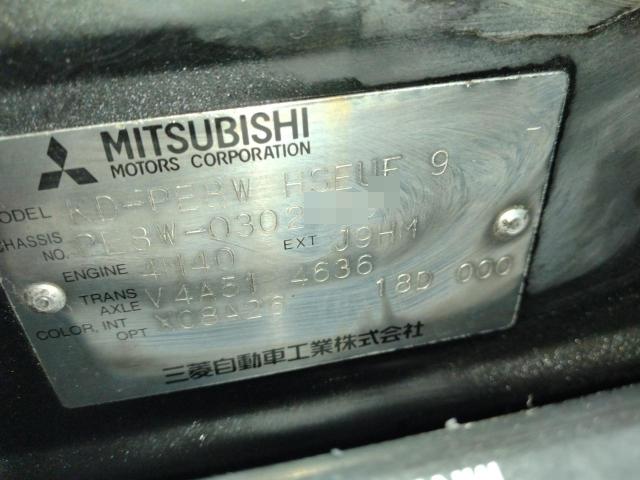 MITSUBISHI
MOTORS CORPORATION
MODEL KD-PE8W HSEUF 9
CHASSIS NO. PE8W-0302
ENGINE 4M40 EXT J9H4
TRANS AXLE V4A51 4636
COLOR, INT OPT XC8A26 18D 000
三菱自動車工業株式会社